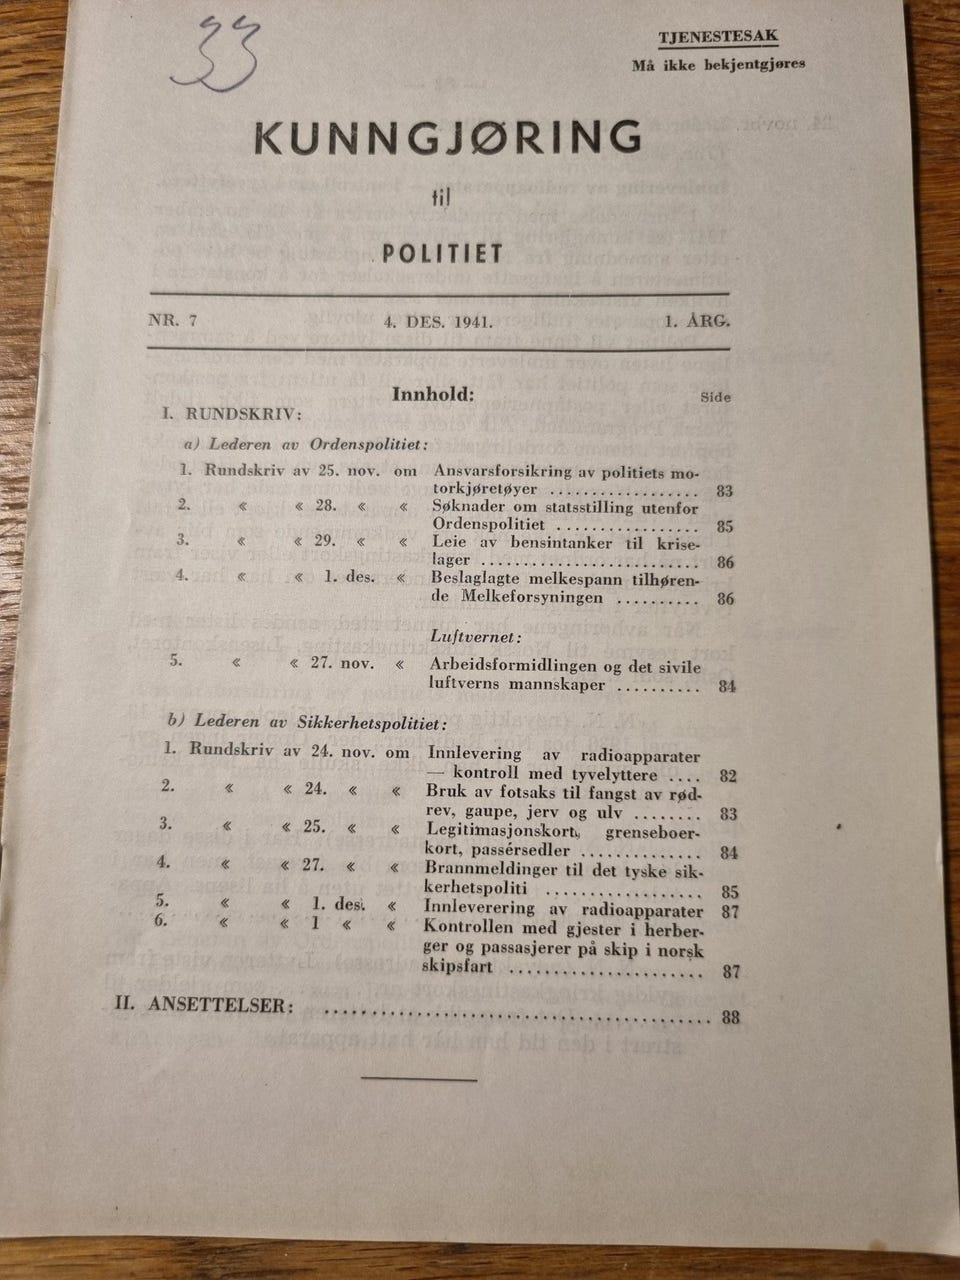 33
TJENESTESAK
Må ikke bekjentgjøres
KUNNGJØRING
til
POLITIET
NR. 7 4. DES. 1941. 1. ÅRG.
Innhold: Side
I. RUNDSKRIV:
a) Lederen av Ordenspolitiet:
1. Rundskriv av 25. nov. om Ansvarsforsikring av politiets mo-
torkjøretøyer .................. 83
2. « « 28. « « Søknader om statsstilling utenfor
Ordenspolitiet ................. 85
3. « « 29. « « Leie av bensintanker til krise-
lager .......................... 86
4. « « 1. des. « Beslaglagte melkespann tilhøren-
de Melkeforsyningen .......... 86
Luftvernet:
5. « « 27. nov. « Arbeidsformidlingen og det sivile
luftverns mannskaper .......... 84
b) Lederen av Sikkerhetspolitiet:
1. Rundskriv av 24. nov. om Innlevering av radioapparater
— kontroll med tyvelyttere .... 82
2. « « 24. « « Bruk av fotsaks til fangst av rød-
rev, gaupe, jerv og ulv ........ 83
3. « « 25. « « Legitimasjonskort, grenseboer-
kort, passérsedler .............. 84
4. « « 27. « « Brannmeldinger til det tyske sik-
kerhetspoliti ................... 85
5. « « 1. des. « Innleverering av radioapparater 87
6. « « 1 « « Kontrollen med gjester i herber-
ger og passasjerer på skip i norsk
skipsfart ....................... 87
II. ANSETTELSER: ............................................. 88